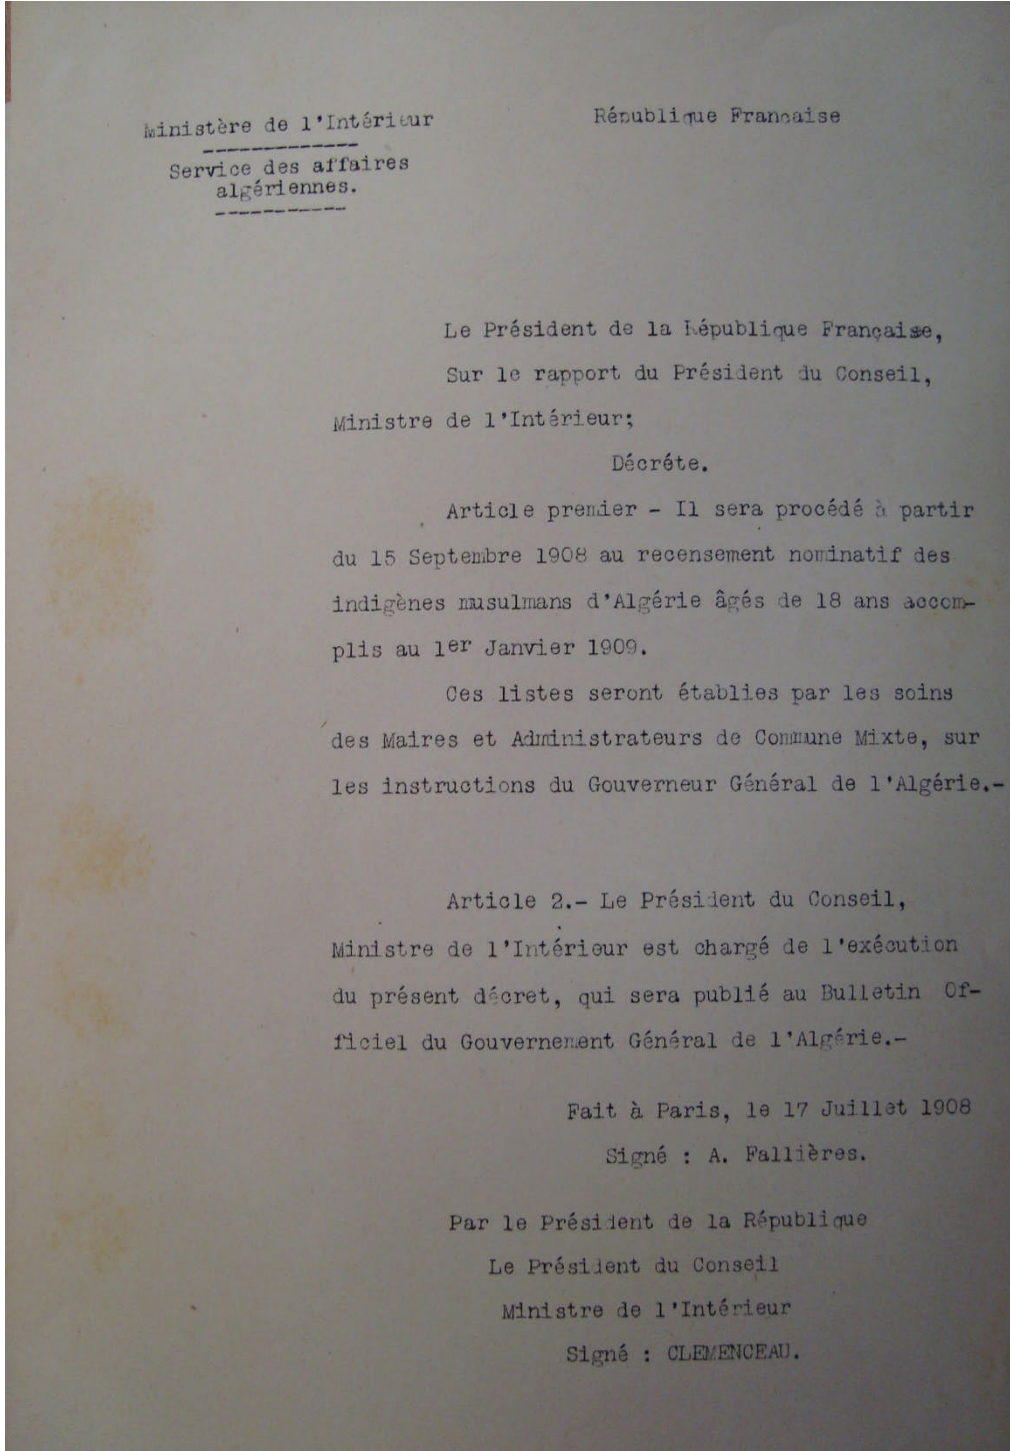 Ministère de l'Intérieur
République Francaise
Service des affaires
algériennes.
Le Président de la République Française,
Sur le rapport du Président du Conseil,
Ministre de l'Intérieur;
Décréte.
Article premier - Il sera procédé à partir
du 15 Septembre 1908 au recensement nominatif des
indigènes musulmans d'Algérie âgés de 18 ans accom-
plis au 1er Janvier 1909.
Ces listes seront établies par les soins
des Maires et Administrateurs de Commune Mixte, sur
les instructions du Gouverneur Général de l'Algérie.-
Article 2.- Le Président du Conseil,
Ministre de l'Intérieur est chargé de l'exécution
du présent décret, qui sera publié au Bulletin Of-
ficiel du Gouvernement Général de l'Algérie.-
Fait à Paris, le 17 Juillet 1908
Signé : A. Fallières.
Par le Président de la République
Le Président du Conseil
Ministre de l'Intérieur
Signé : CLEMENCEAU.